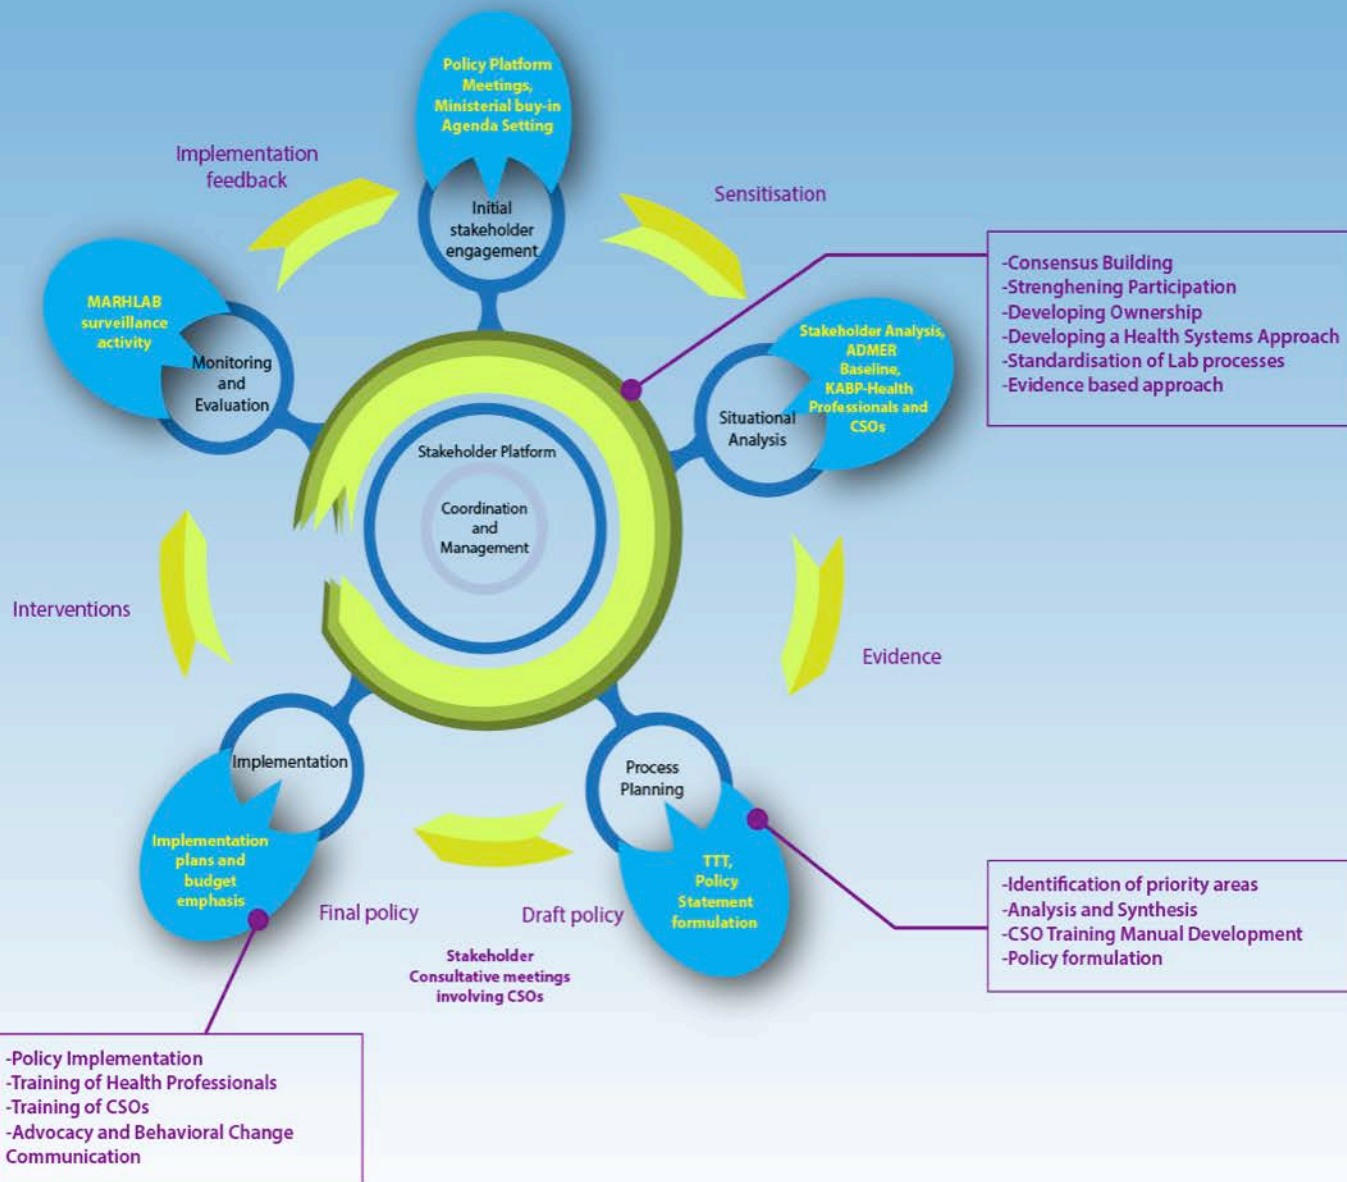 Policy Platform
Meetings,
Ministerial buy-in
Agenda Setting
Initial
stakeholder
engagement
Implementation
feedback
Sensitisation
-Consensus Building
-Strenghening Participation
-Developing Ownership
-Developing a Health Systems Approach
-Standardisation of Lab processes
-Evidence based approach
MARHLAB
surveillance
activity
Monitoring
and
Evaluation
Stakeholder Analysis,
ADMER
Baseline,
KABP-Health
Professionals and
CSOs
Situational
Analysis
Stakeholder Platform
Coordination
and
Management
Interventions
Evidence
Implementation
Implementation
plans and
budget
emphasis
Process
Planning
TTT,
Policy
Statement
formulation
Final policy
Draft policy
Stakeholder
Consultative meetings
involving CSOs
-Identification of priority areas
-Analysis and Synthesis
-CSO Training Manual Development
-Policy formulation
-Policy Implementation
-Training of Health Professionals
-Training of CSOs
-Advocacy and Behavioral Change
Communication